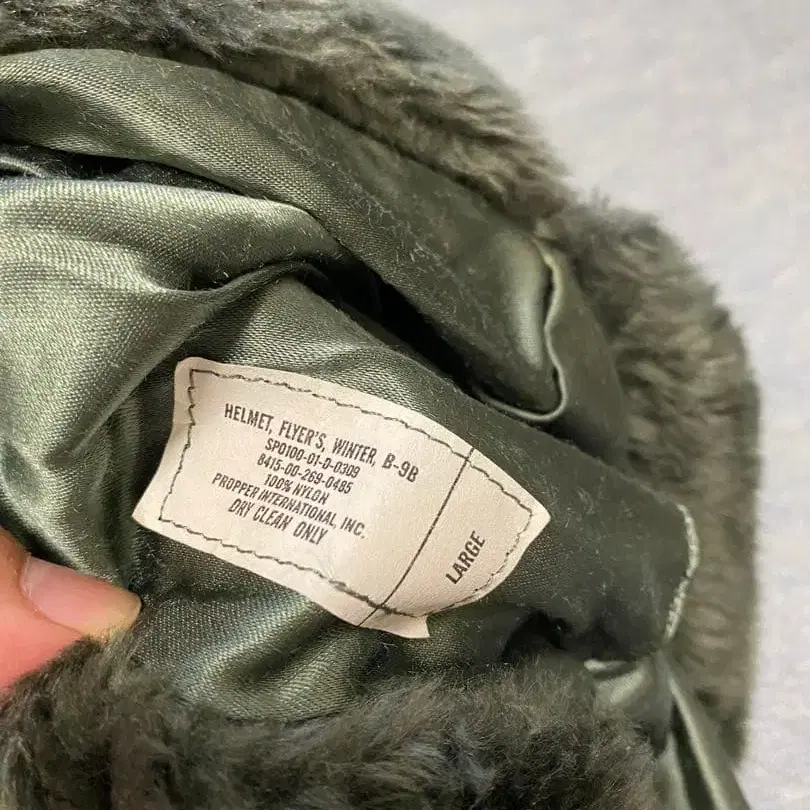 HELMET, FLYER'S, WINTER, B-9B
SPO100-01-D-0309
8415-00-269-0485
100% NYLON
PROPPER INTERNATIONAL, INC.
DRY CLEAN ONLY
LARGE